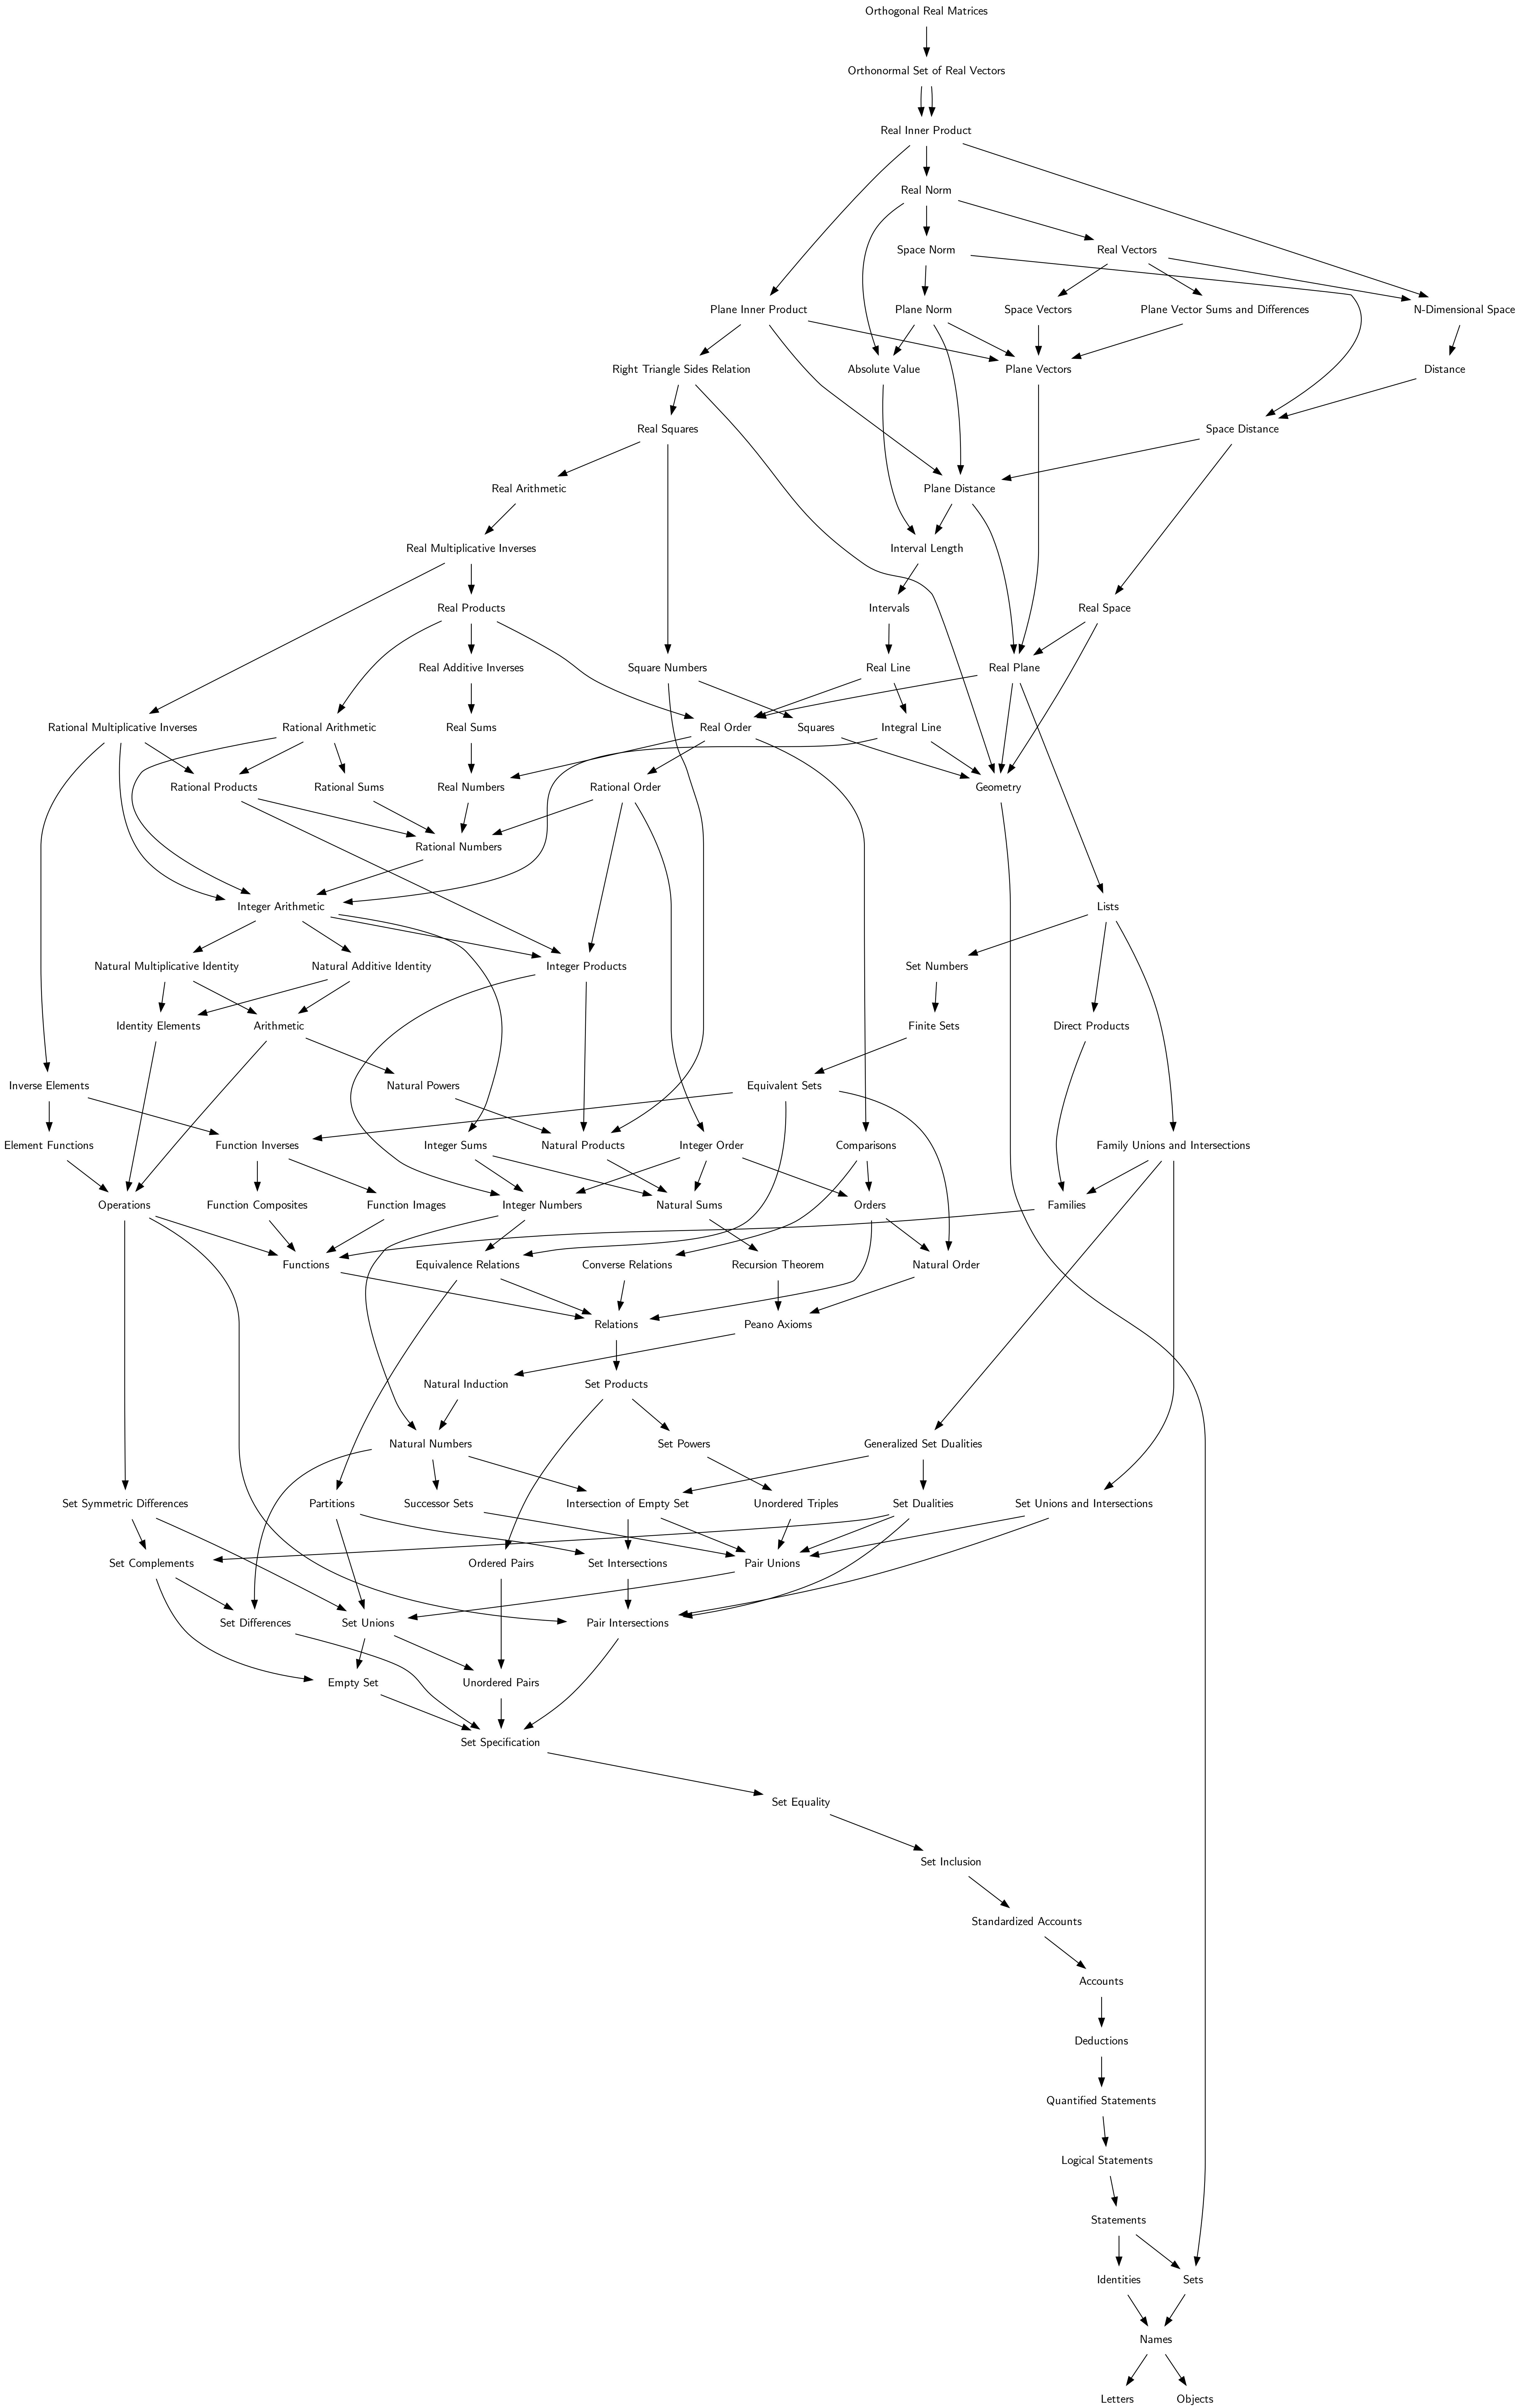 Orthogonal Real Matrices
Orthonormal Set of Real Vectors
Real Inner Product
Real Norm
Space Norm
Real Vectors
Plane Inner Product
Plane Norm
Space Vectors
Plane Vector Sums and Differences
N-Dimensional Space
Right Triangle Sides Relation
Absolute Value
Plane Vectors
Distance
Real Squares
Space Distance
Real Arithmetic
Plane Distance
Real Multiplicative Inverses
Interval Length
Real Products
Intervals
Real Space
Real Additive Inverses
Square Numbers
Real Line
Real Plane
Rational Multiplicative Inverses
Rational Arithmetic
Real Sums
Real Order
Squares
Integral Line
Rational Products
Rational Sums
Real Numbers
Rational Order
Geometry
Rational Numbers
Integer Arithmetic
Lists
Natural Multiplicative Identity
Natural Additive Identity
Integer Products
Set Numbers
Identity Elements
Arithmetic
Finite Sets
Direct Products
Inverse Elements
Natural Powers
Equivalent Sets
Element Functions
Function Inverses
Integer Sums
Natural Products
Integer Order
Comparisons
Family Unions and Intersections
Operations
Function Composites
Function Images
Integer Numbers
Natural Sums
Orders
Families
Functions
Equivalence Relations
Converse Relations
Recursion Theorem
Natural Order
Relations
Peano Axioms
Natural Induction
Set Products
Natural Numbers
Set Powers
Generalized Set Dualities
Set Symmetric Differences
Partitions
Successor Sets
Intersection of Empty Set
Unordered Triples
Set Dualities
Set Unions and Intersections
Set Complements
Ordered Pairs
Set Intersections
Pair Unions
Set Differences
Set Unions
Pair Intersections
Empty Set
Unordered Pairs
Set Specification
Set Equality
Set Inclusion
Standardized Accounts
Accounts
Deductions
Quantified Statements
Logical Statements
Statements
Identities
Sets
Names
Letters
Objects